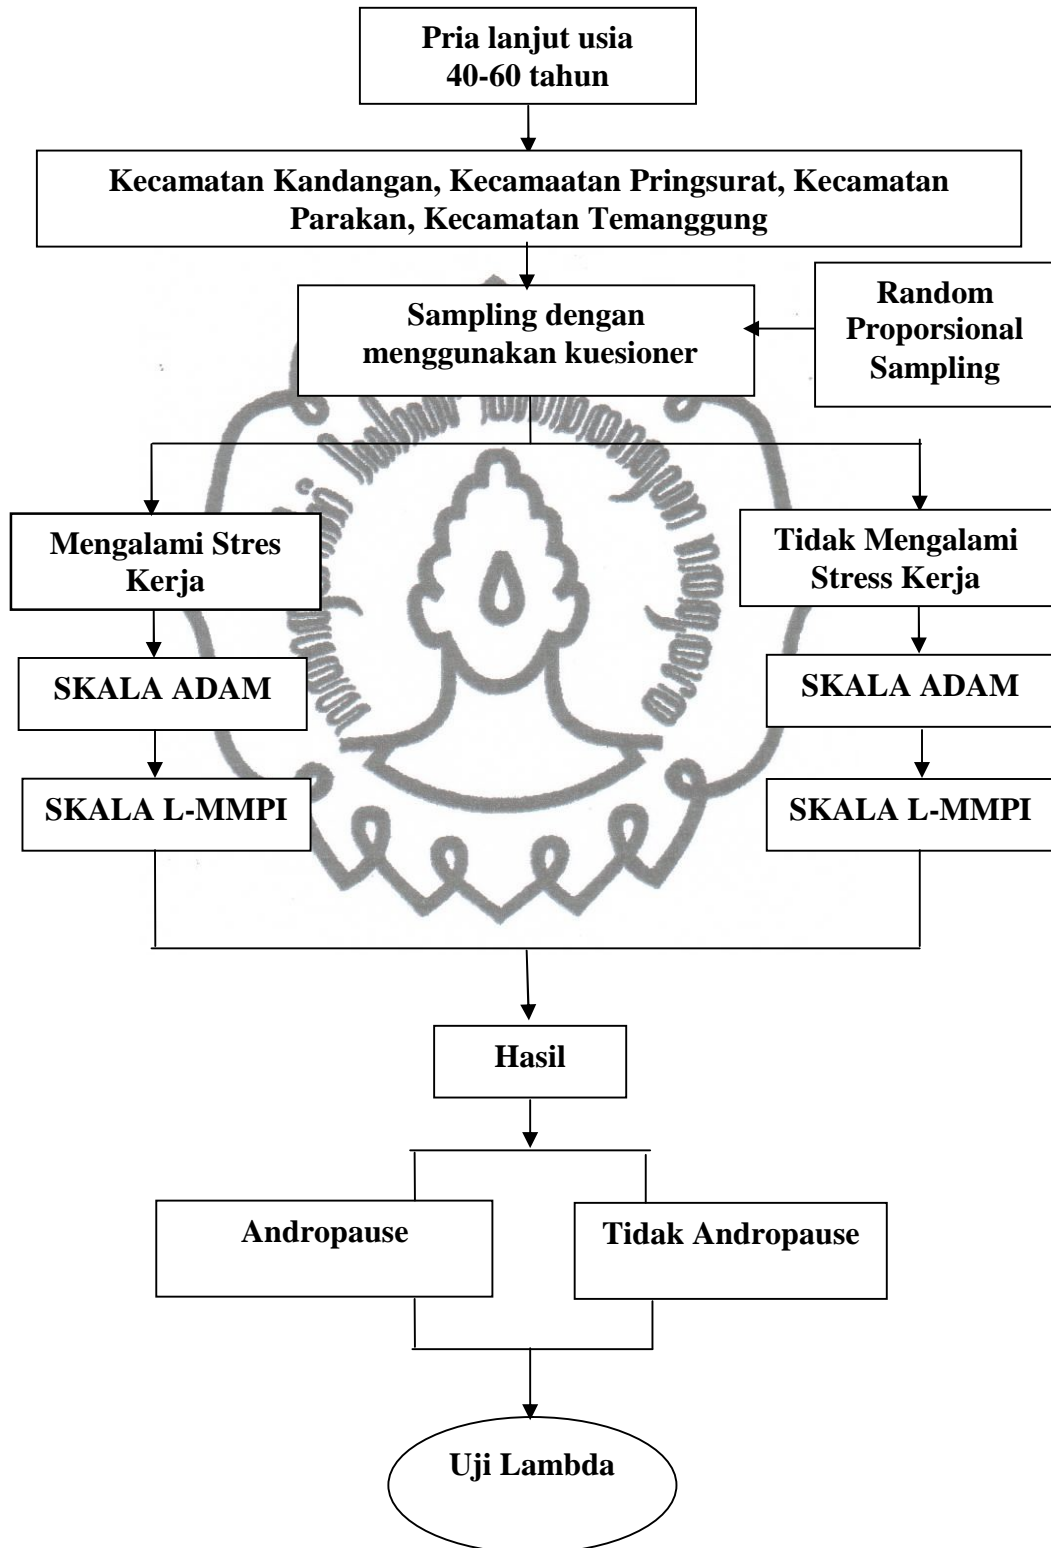 Pria lanjut usia
40-60 tahun
Kecamatan Kandangan, Kecamaatan Pringsurat, Kecamatan
Parakan, Kecamatan Temanggung
Sampling dengan
menggunakan kuesioner
Random
Proporsional
Sampling
Mengalami Stres
Kerja
Tidak Mengalami
Stress Kerja
SKALA ADAM
SKALA ADAM
SKALA L-MMPI
SKALA L-MMPI
Hasil
Andropause
Tidak Andropause
Uji Lambda